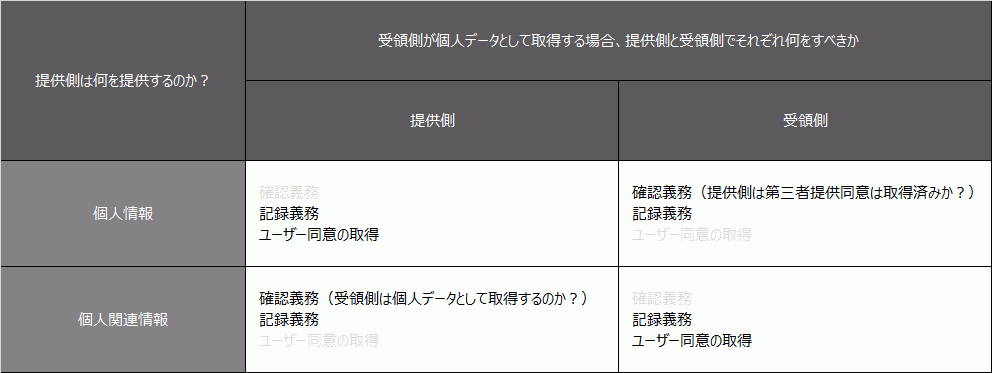 提供側は何を提供するのか？
受領側が個人データとして取得する場合、提供側と受領側でそれぞれ何をすべきか
提供側
受領側
個人情報
確認義務
記録義務
ユーザー同意の取得
確認義務（提供側は第三者提供同意は取得済みか？）
記録義務
ユーザー同意の取得
個人関連情報
確認義務（受領側は個人データとして取得するのか？）
記録義務
ユーザー同意の取得
確認義務
記録義務
ユーザー同意の取得